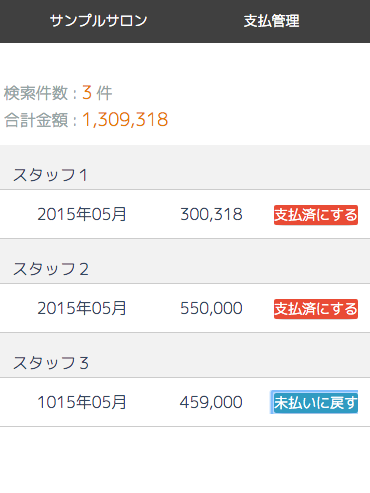 サンプルサロン 支払管理
検索件数 : 3 件
合計金額 : 1,309,318
スタッフ１
2015年05月 300,318 支払済にする
スタッフ２
2015年05月 550,000 支払済にする
スタッフ３
1015年05月 459,000 未払いに戻す